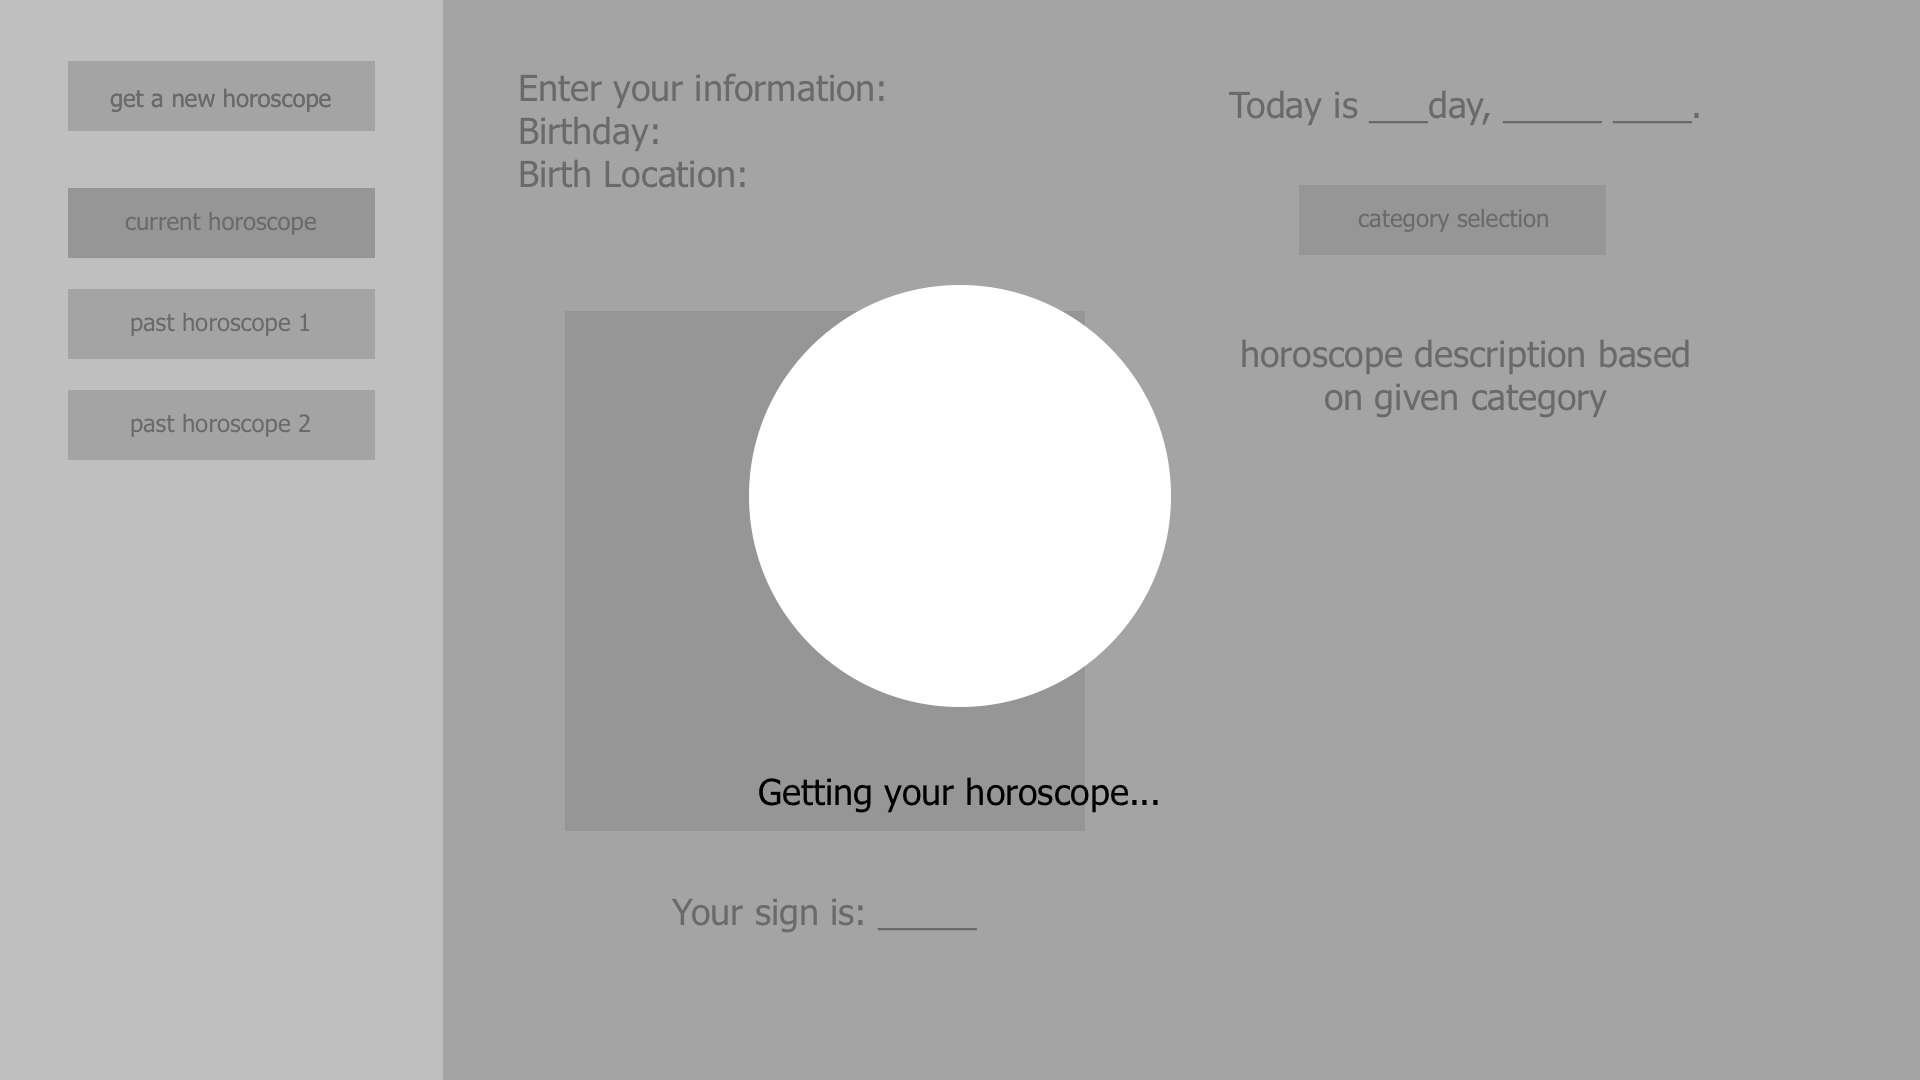 get a new horoscope
current horoscope
past horoscope 1
past horoscope 2
Enter your information:
Birthday:
Birth Location:
Today is ___day, _____ ____.
category selection
horoscope description based
on given category
Getting your horoscope...
Your sign is: _____